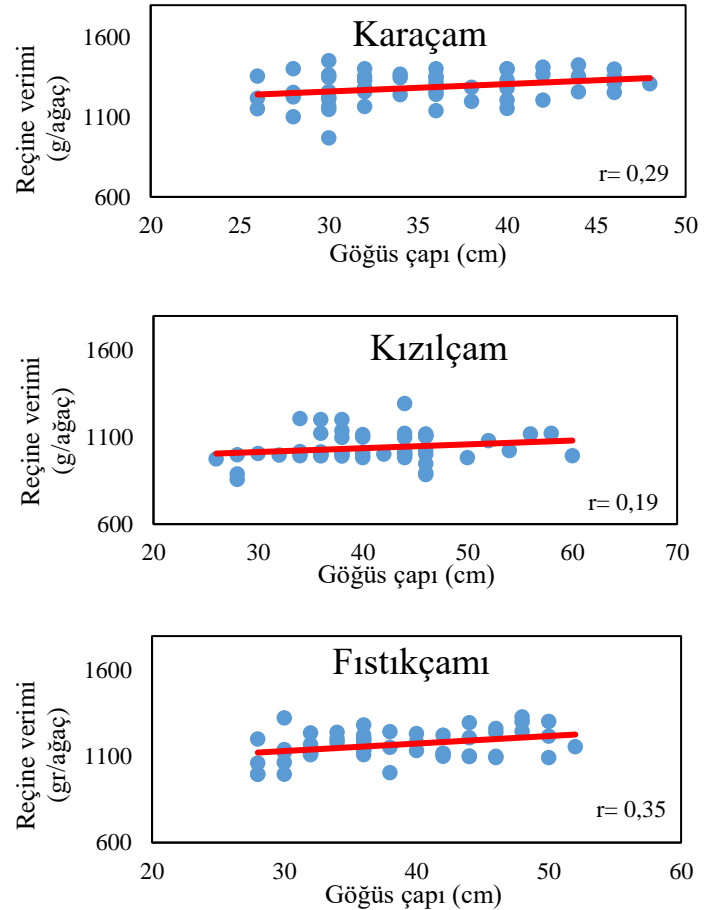 Karaçam
Reçine verimi
(g/ağaç)
1600
1100
600
r= 0,29
20 25 30 35 40 45 50
Göğüs çapı (cm)
Kızılçam
Reçine verimi
(g/ağaç)
1600
1100
600
r= 0,19
20 30 40 50 60 70
Göğüs çapı (cm)
Fıstıkçamı
Reçine verimi
(gr/ağaç)
1600
1100
600
r= 0,35
20 30 40 50 60
Göğüs çapı (cm)